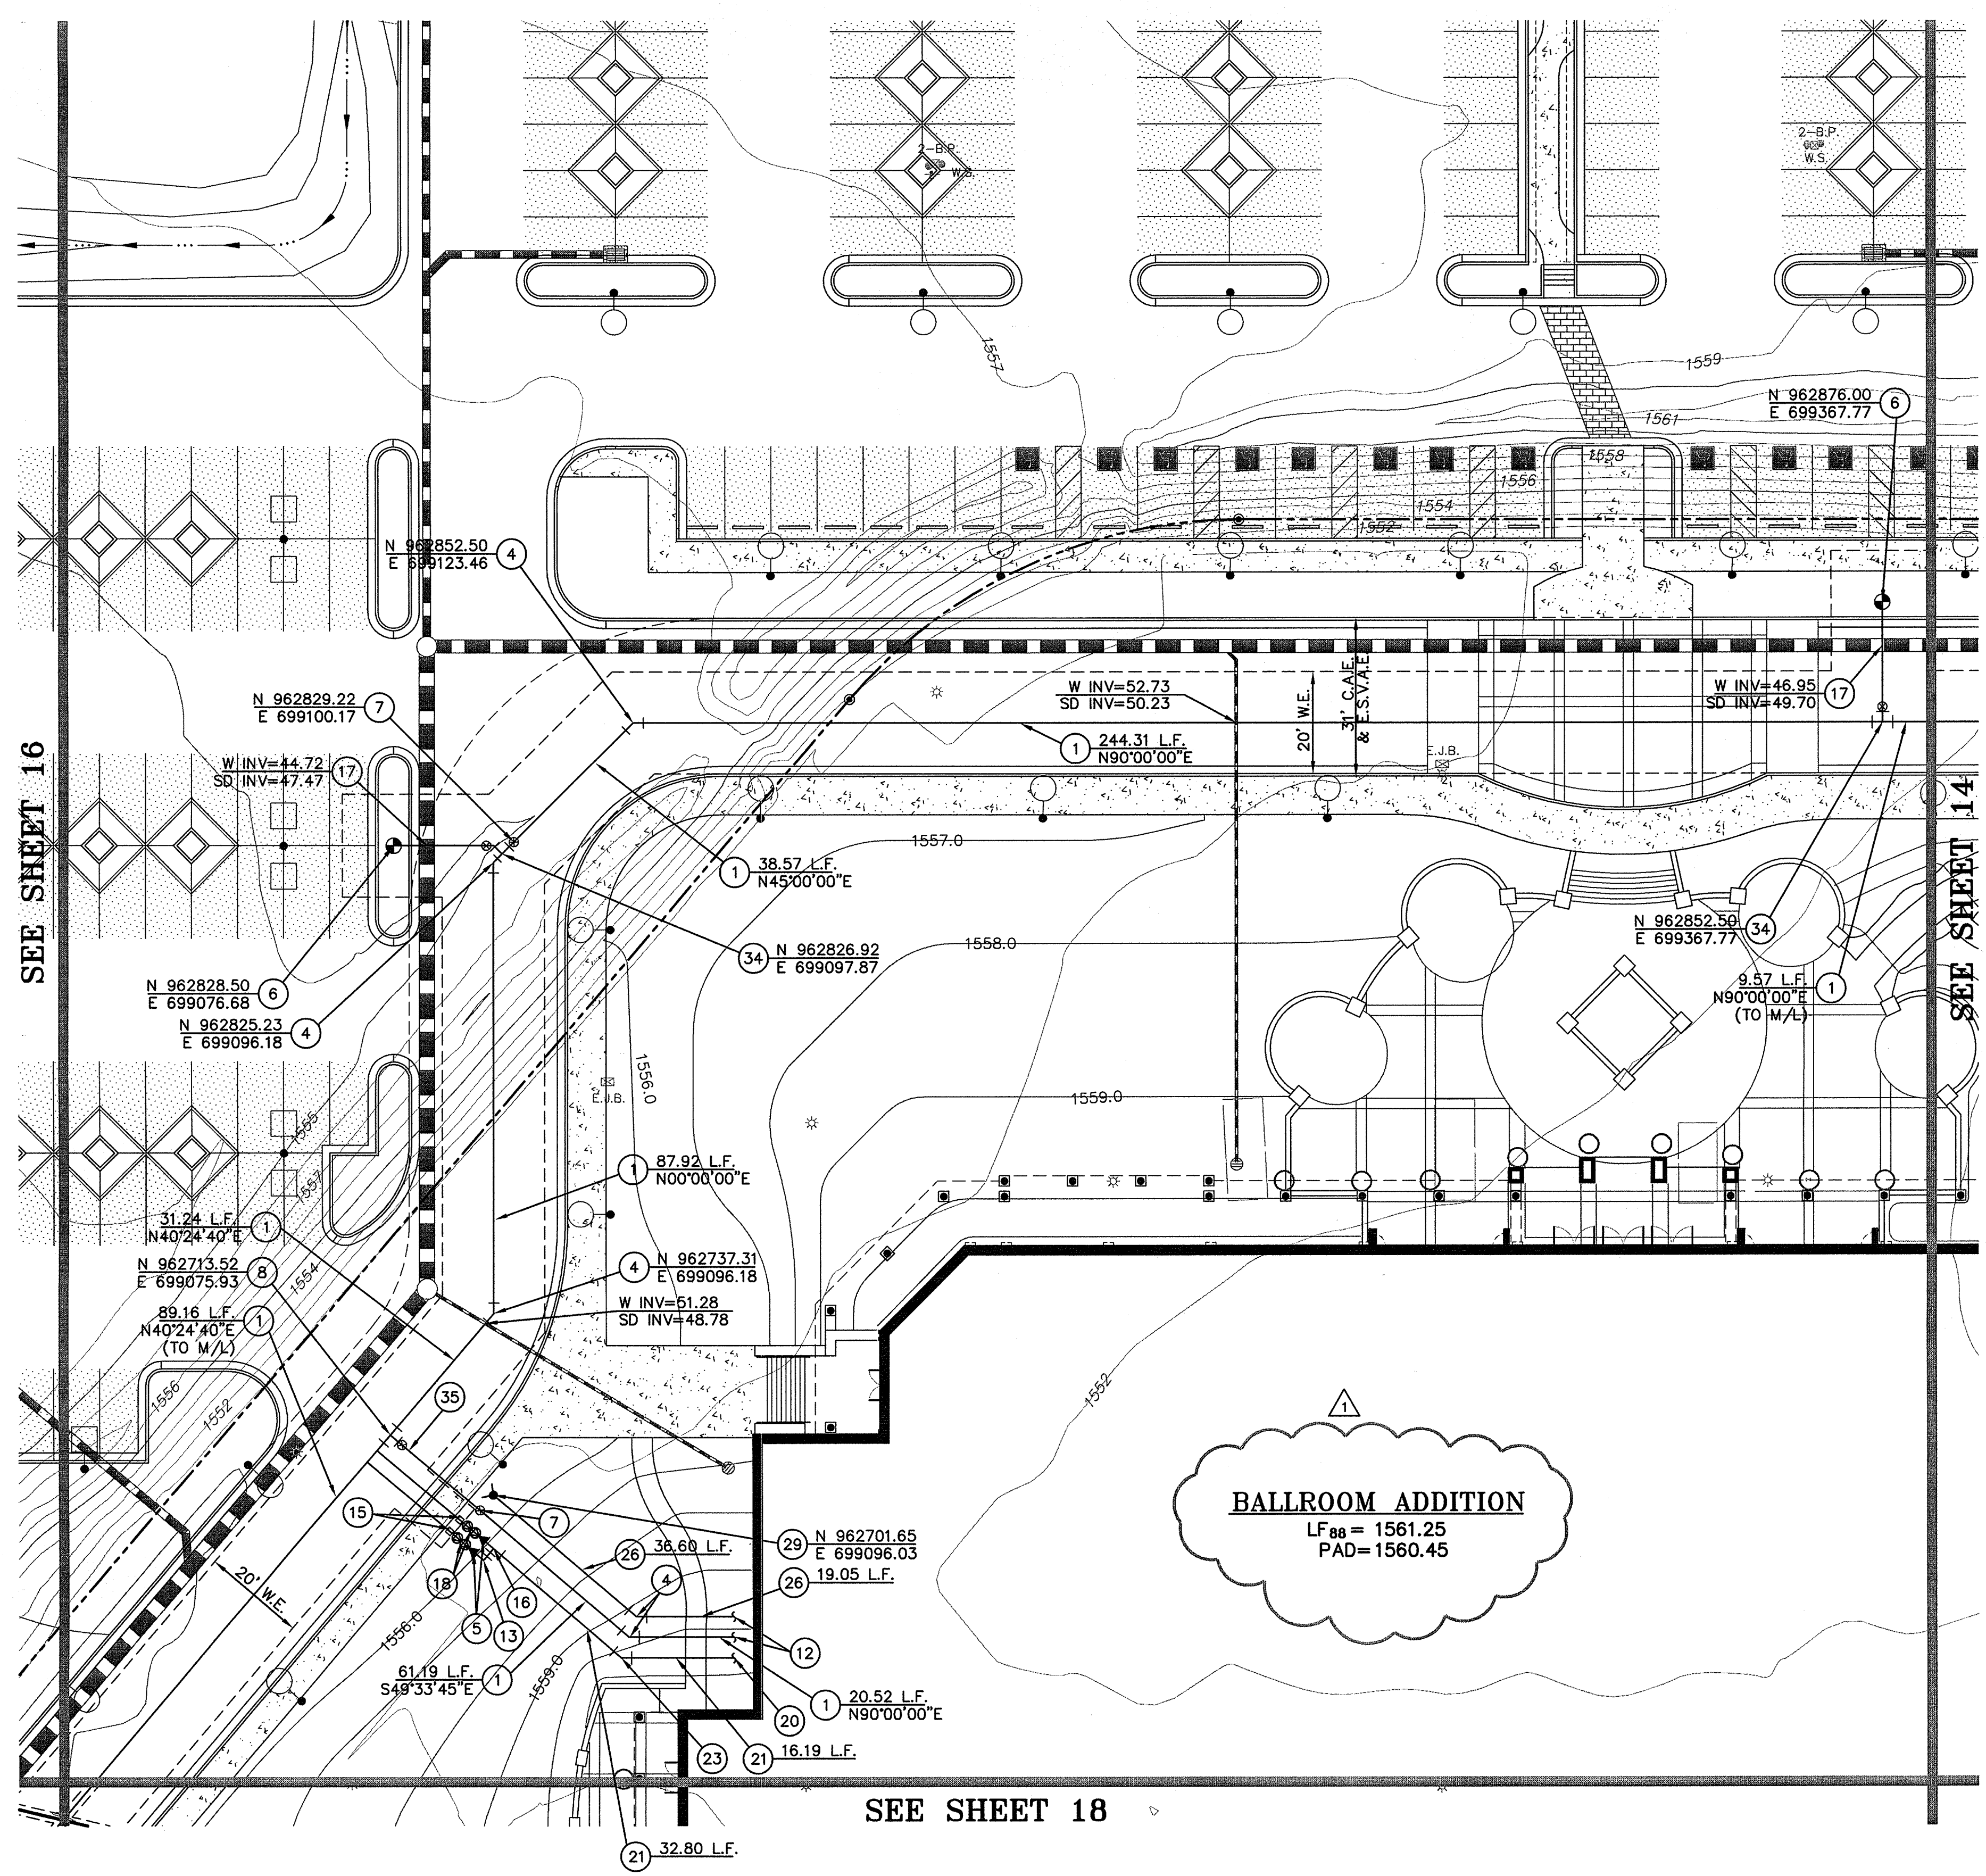 2-B.P.
W.S.
2-B.P.
W.S.
1557
1559
N 962876.00
E 699367.77
6
1561
1558
1556
1554
1552
N 962852.50
E 699123.46
4
N 962829.22
E 699100.17
7
W INV=52.73
SD INV=50.23
20' W.E.
31' C.A.E.
& E.S.V.A.E.
W INV=46.95
SD INV=49.70
17
1
244.31 L.F.
N90°00'00"E
E.J.B.
W INV=44.72
SD INV=47.47
17
SEE SHEET 16
SEE SHEET 14
1557.0
1
38.57 L.F.
N45°00'00"E
34
N 962826.92
E 699097.87
1558.0
N 962852.50
E 699367.77
34
9.57 L.F.
N90°00'00"E
(TO M/L)
1
N 962828.50
E 699076.68
6
N 962825.23
E 699096.18
4
1556.0
E.J.B.
1559.0
1555
1557
1
87.92 L.F.
N00°00'00"E
31.24 L.F.
N40°24'40"E
1
N 962713.52
E 699075.93
8
4
N 962737.31
E 699096.18
W INV=51.28
SD INV=48.78
1554
89.16 L.F.
N40°24'40"E
(TO M/L)
1
1556
1552
35
1552
1
BALLROOM ADDITION
LF88= 1561.25
PAD=1560.45
15
7
29
N 962701.65
E 699096.03
26
36.60 L.F.
26
19.05 L.F.
4
18
16
5
13
20' W.E.
1556.0
12
61.19 L.F.
S49°33'45"E
1
1559.0
1
20.52 L.F.
N90°00'00"E
20
23
21
16.19 L.F.
SEE SHEET 18
21
32.80 L.F.